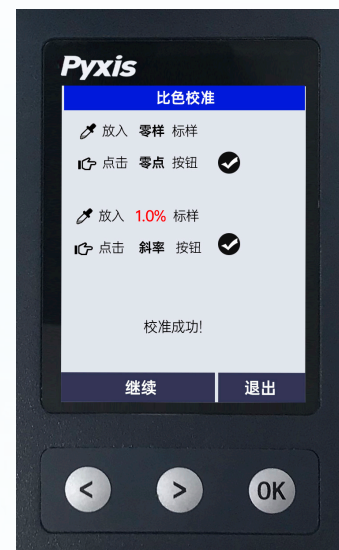 Pyxis
比色校准
放入 零样 标样
点击 零点 按钮
放入 1.0% 标样
点击 斜率 按钮
校准成功!
继续 退出
< > OK